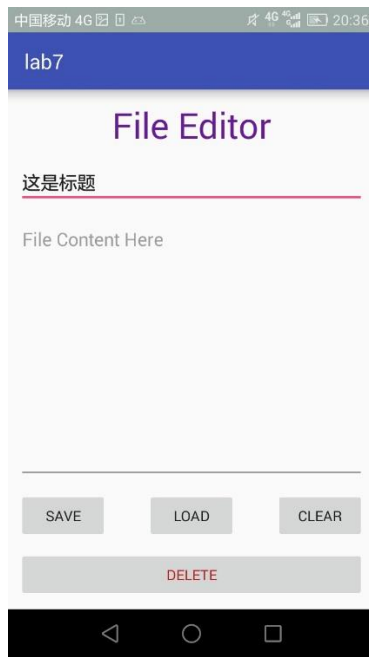 中国移动 4G 4G 4G 20:36
lab7
File Editor
这是标题
File Content Here
SAVE LOAD CLEAR
DELETE